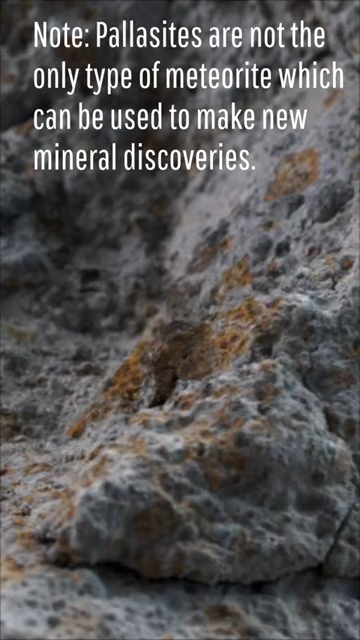 Note: Pallasites are not the
only type of meteorite which
can be used to make new
mineral discoveries.